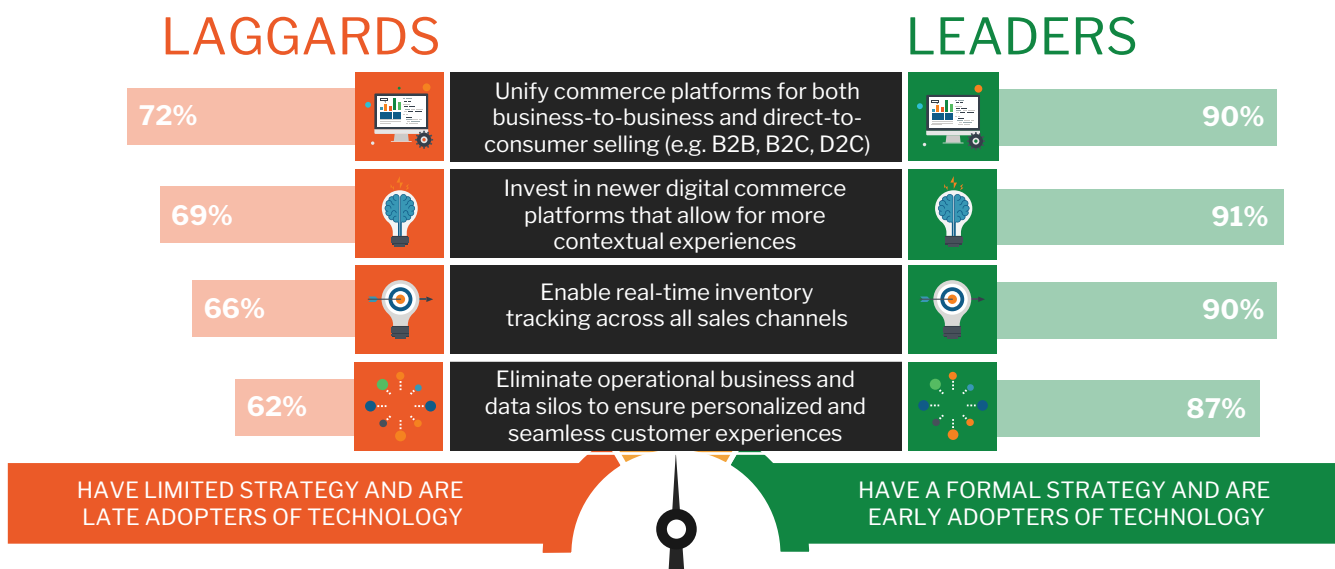 LAGGARDS
LEADERS
72%
Unify commerce platforms for both
business-to-business and direct-to-
consumer selling (e.g. B2B, B2C, D2C)
90%
69%
Invest in newer digital commerce
platforms that allow for more
contextual experiences
91%
66%
Enable real-time inventory
tracking across all sales channels
90%
62%
Eliminate operational business and
data silos to ensure personalized and
seamless customer experiences
87%
HAVE LIMITED STRATEGY AND ARE
LATE ADOPTERS OF TECHNOLOGY
HAVE A FORMAL STRATEGY AND ARE
EARLY ADOPTERS OF TECHNOLOGY